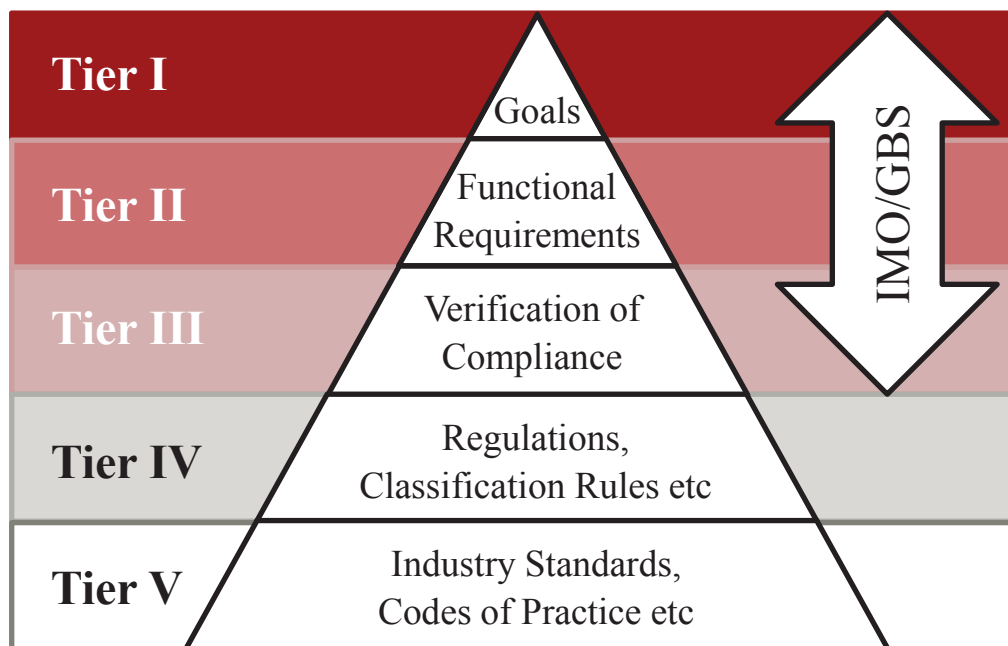 Tier I
Goals
Tier II
Functional
Requirements
Tier III
Verification of
Compliance
Tier IV
Regulations,
Classification Rules etc
Tier V
Industry Standards,
Codes of Practice etc
IMO/GBS